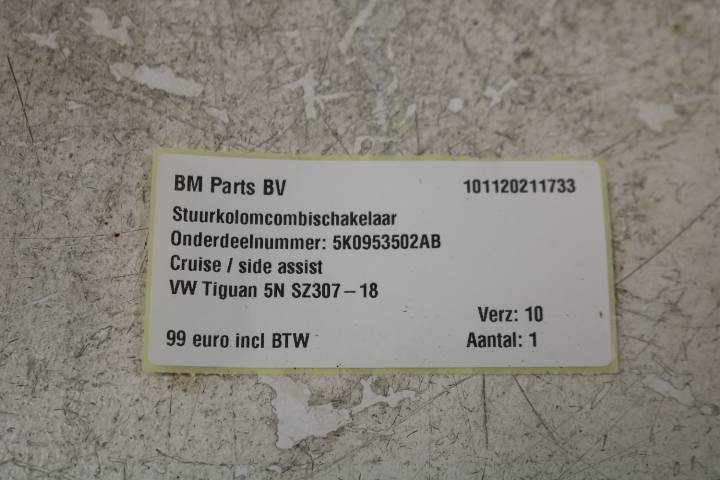 BM Parts BV 101120211733
Stuurkolomcombischakelaar
Onderdeelnummer: 5K0953502AB
Cruise / side assist
VW Tiguan 5N SZ307 – 18
Verz: 10
99 euro incl BTW Aantal: 1